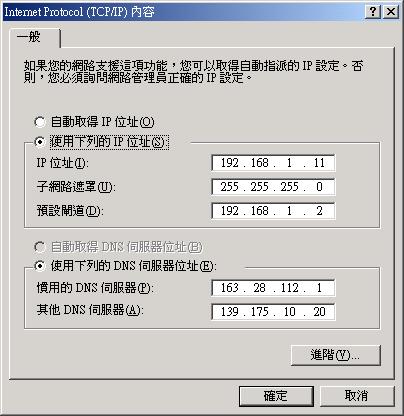 Internet Protocol (TCP/IP) 內容
一般
如果您的網路支援這項功能，您可以取得自動指派的 IP 設定。否
則，您必須詢問網路管理員正確的 IP 設定。
自動取得 IP 位址(O)
使用下列的 IP 位址(S):
IP 位址(I): 192 . 168 . 1 . 11
子網路遮罩(U): 255 . 255 . 255 . 0
預設閘道(D): 192 . 168 . 1 . 2
自動取得 DNS 伺服器位址(B)
使用下列的 DNS 伺服器位址(E):
慣用的 DNS 伺服器(P): 163 . 28 . 112 . 1
其他 DNS 伺服器(A): 139 . 175 . 10 . 20
進階(V)...
確定 取消